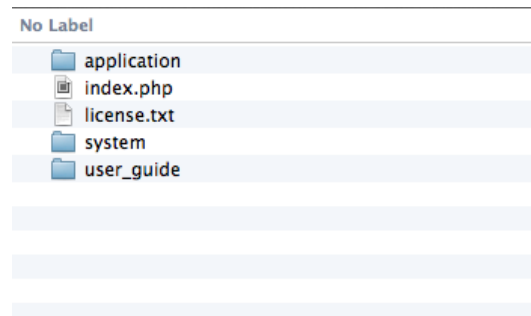 No Label
application
index.php
license.txt
system
user_guide